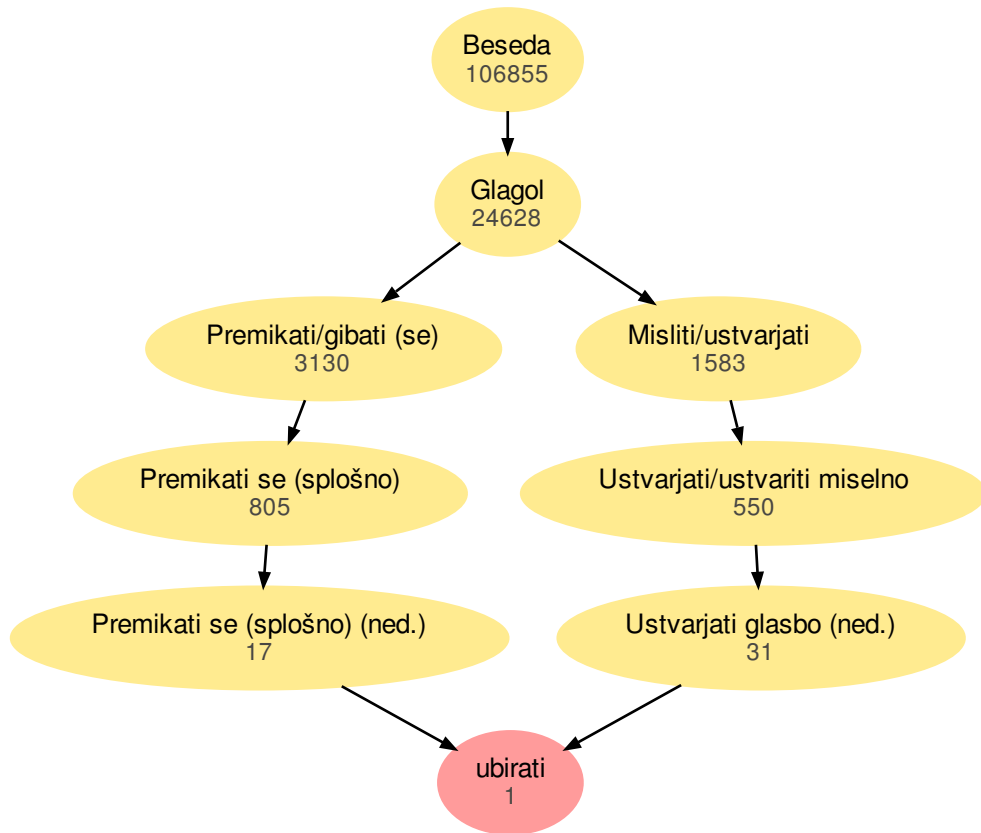 Beseda
106855
Glagol
24628
Premikati/gibati (se)
3130
Misliti/ustvarjati
1583
Premikati se (splošno)
805
Ustvarjati/ustvariti miselno
550
Premikati se (splošno) (ned.)
17
Ustvarjati glasbo (ned.)
31
ubirati
1